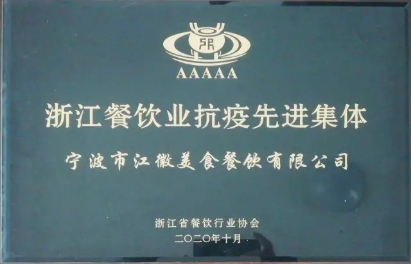 AAAAA
浙江餐饮业抗疫先进集体
宁波市江徽美食餐饮有限公司
浙江省餐饮行业协会
二〇二〇年十月